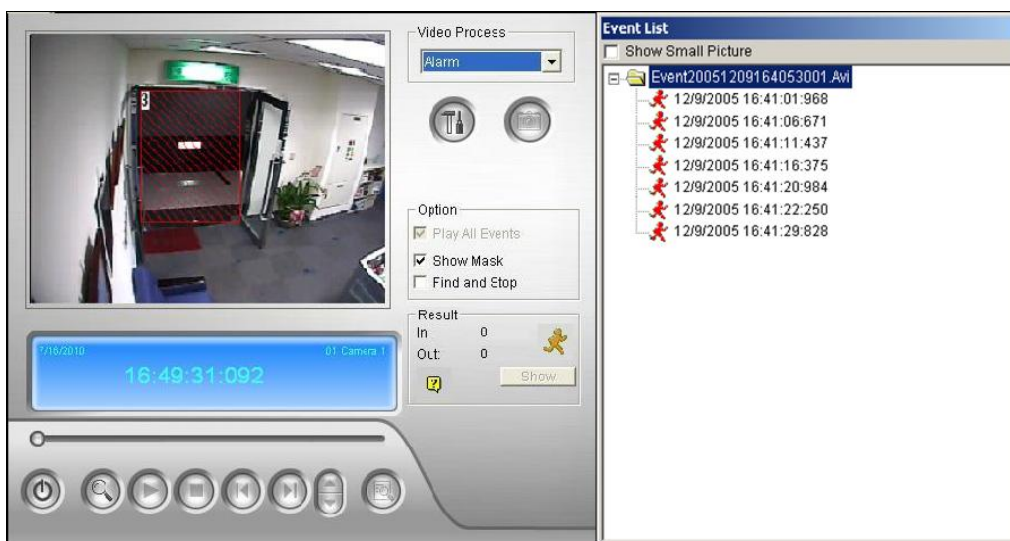 Video Process
Alarm
3
Option
Play All Events
Show Mask
Find and Stop
Result
In 0
Out: 0
?
Show
7/16/2010 01 Camera 1
16:49:31:092
Event List
Show Small Picture
Event20051209164053001.Avi
12/9/2005 16:41:01:968
12/9/2005 16:41:06:671
12/9/2005 16:41:11:437
12/9/2005 16:41:16:375
12/9/2005 16:41:20:984
12/9/2005 16:41:22:250
12/9/2005 16:41:29:828